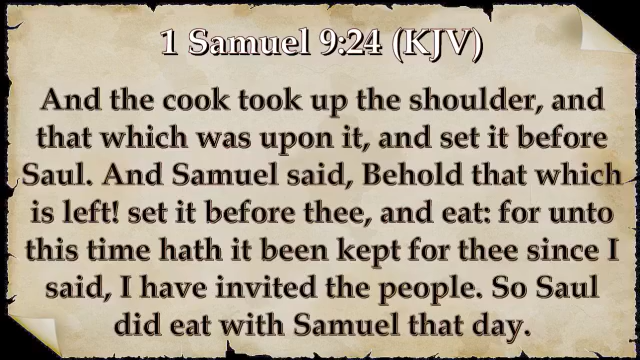 1 Samuel 9:24 (KJV)
And the cook took up the shoulder, and
that which was upon it, and set it before
Saul. And Samuel said, Behold that which
is left! set it before thee, and eat: for unto
this time hath it been kept for thee since I
said, I have invited the people. So Saul
did eat with Samuel that day.